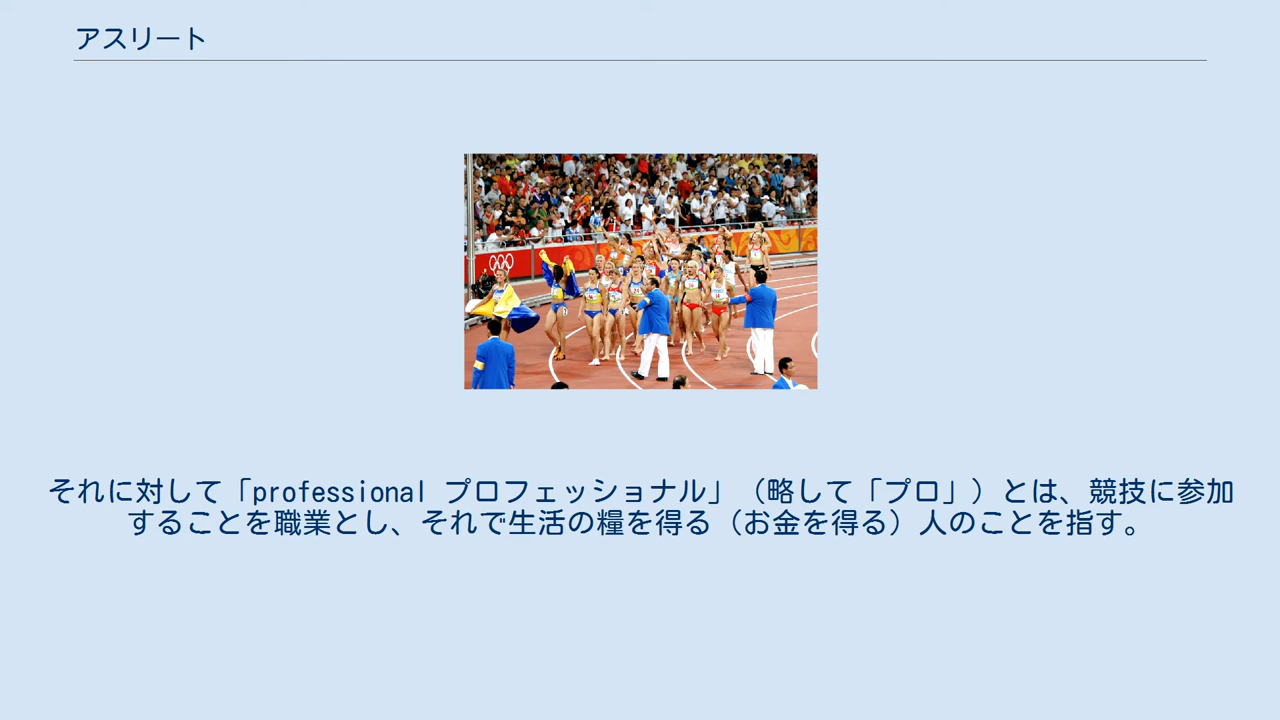 アスリート
それに対して「professional プロフェッショナル」（略して「プロ」）とは、競技に参加
することを職業とし、それで生活の糧を得る（お金を得る）人のことを指す。